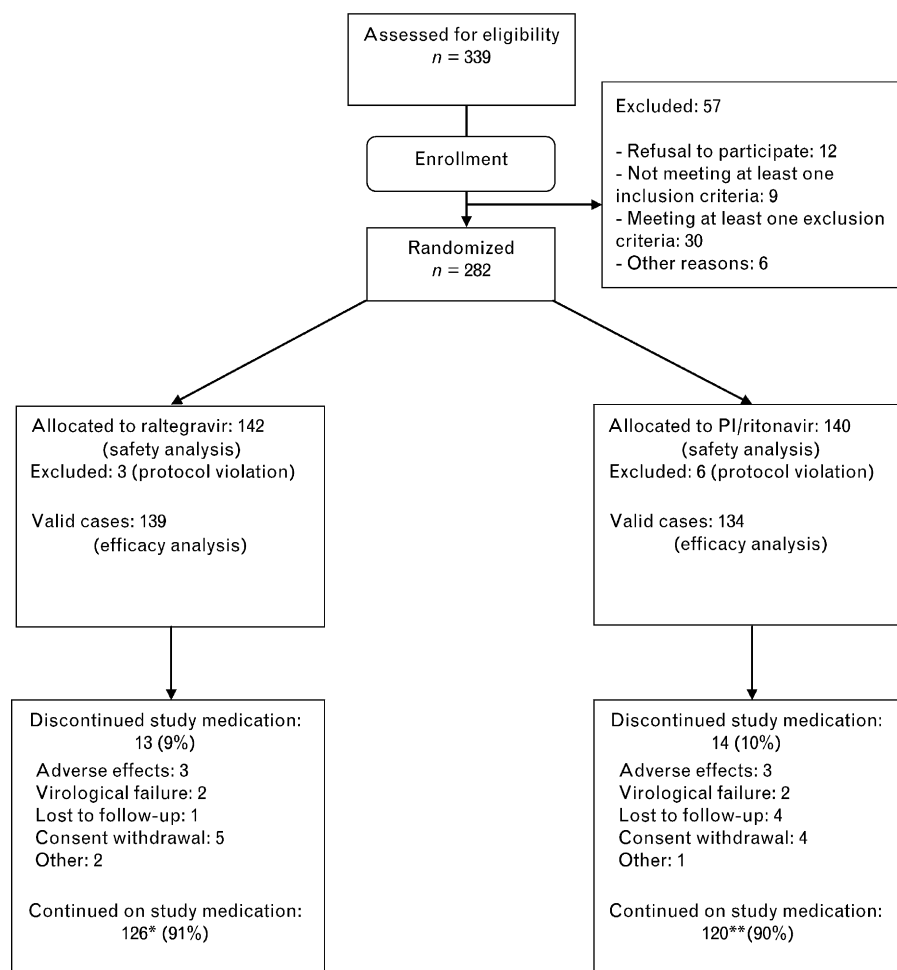 Assessed for eligibility
n = 339
Excluded: 57
- Refusal to participate: 12
- Not meeting at least one
inclusion criteria: 9
- Meeting at least one exclusion
criteria: 30
- Other reasons: 6
Enrollment
Randomized
n = 282
Allocated to raltegravir: 142
(safety analysis)
Excluded: 3 (protocol violation)
Valid cases: 139
(efficacy analysis)
Allocated to PI/ritonavir: 140
(safety analysis)
Excluded: 6 (protocol violation)
Valid cases: 134
(efficacy analysis)
Discontinued study medication:
13 (9%)
Adverse effects: 3
Virological failure: 2
Lost to follow-up: 1
Consent withdrawal: 5
Other: 2
Continued on study medication:
126* (91%)
Discontinued study medication:
14 (10%)
Adverse effects: 3
Virological failure: 2
Lost to follow-up: 4
Consent withdrawal: 4
Other: 1
Continued on study medication:
120**(90%)